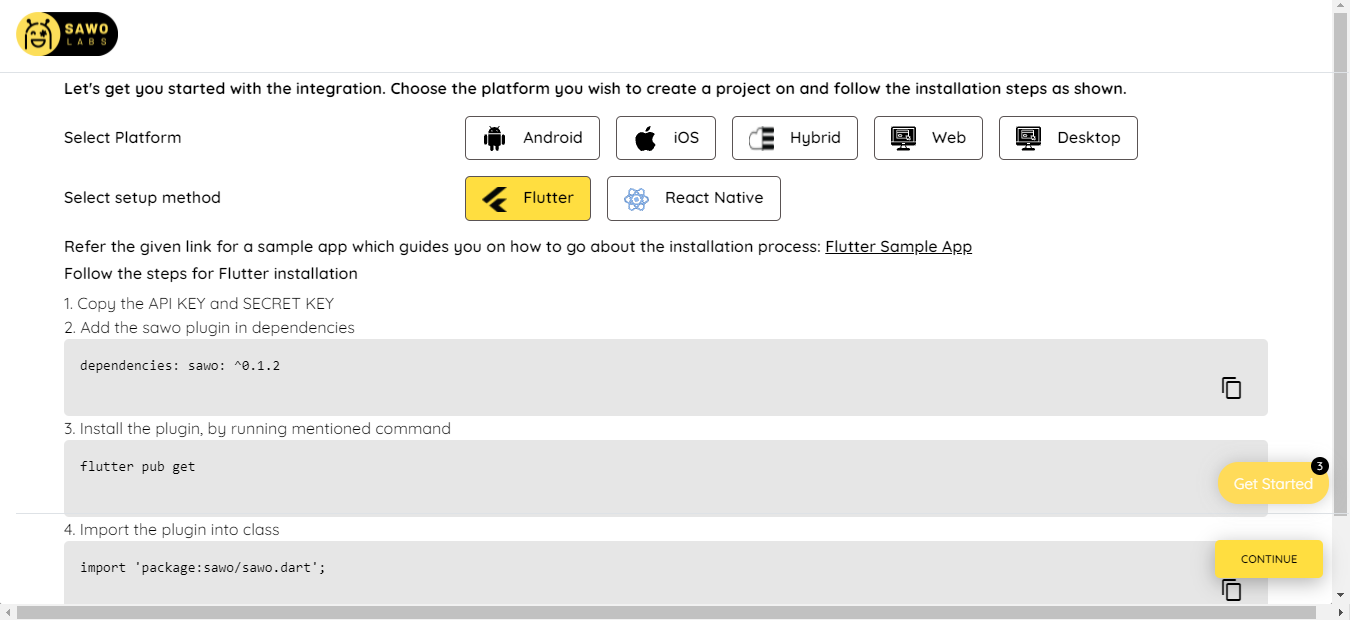 SAWO
LABS
Let's get you started with the integration. Choose the platform you wish to create a project on and follow the installation steps as shown.
Select Platform
Android
iOS
Hybrid
Web
Desktop
Select setup method
Flutter
React Native
Refer the given link for a sample app which guides you on how to go about the installation process: Flutter Sample App
Follow the steps for Flutter installation
1. Copy the API KEY and SECRET KEY
2. Add the sawo plugin in dependencies
dependencies: sawo: ^0.1.2
3. Install the plugin, by running mentioned command
flutter pub get
3
Get Started
4. Import the plugin into class
import 'package:sawo/sawo.dart';
CONTINUE